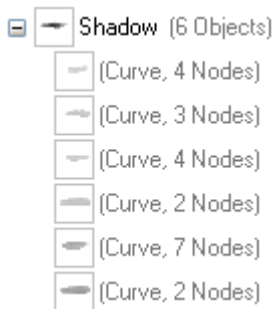 Shadow (6 Objects)
(Curve, 4 Nodes)
(Curve, 3 Nodes)
(Curve, 4 Nodes)
(Curve, 2 Nodes)
(Curve, 7 Nodes)
(Curve, 2 Nodes)